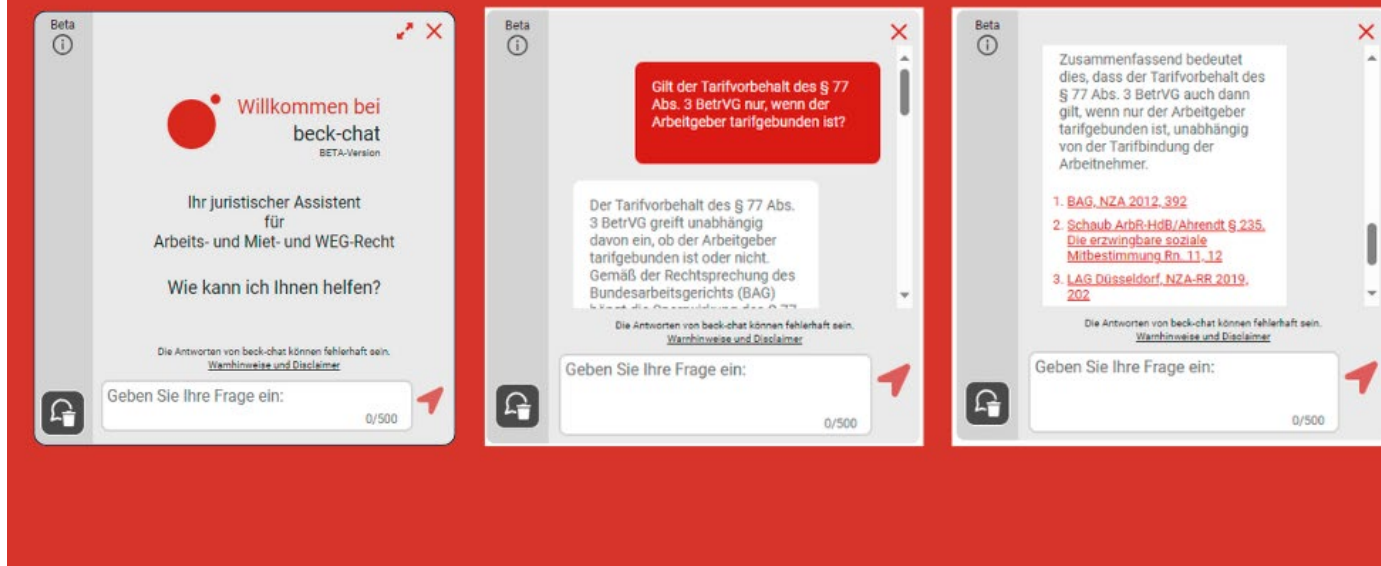 Beta
Willkommen bei
beck-chat
BETA-Version
Ihr juristischer Assistent
für
Arbeits- und Miet- und WEG-Recht
Wie kann ich Ihnen helfen?
Die Antworten von beck-chat können fehlerhaft sein.
Warnhinweise und Disclaimer
Geben Sie Ihre Frage ein:
0/500
Beta
Gilt der Tarifvorbehalt des § 77
Abs. 3 BetrVG nur, wenn der
Arbeitgeber tarifgebunden ist?
Der Tarifvorbehalt des § 77 Abs.
3 BetrVG greift unabhängig
davon ein, ob der Arbeitgeber
tarifgebunden ist oder nicht.
Gemäß der Rechtsprechung des
Bundesarbeitsgerichts (BAG)
Die Antworten von beck-chat können fehlerhaft sein.
Warnhinweise und Disclaimer
Geben Sie Ihre Frage ein:
0/500
Beta
Zusammenfassend bedeutet
dies, dass der Tarifvorbehalt des
§ 77 Abs. 3 BetrVG auch dann
gilt, wenn nur der Arbeitgeber
tarifgebunden ist, unabhängig
von der Tarifbindung der
Arbeitnehmer.
1. BAG, NZA 2012, 392
2. Schaub ArbR-HdB/Ahrendt § 235.
Die erzwingbare soziale
Mitbestimmung Rn. 11, 12
3. LAG Düsseldorf, NZA-RR 2019,
202
Die Antworten von beck-chat können fehlerhaft sein.
Warnhinweise und Disclaimer
Geben Sie Ihre Frage ein:
0/500